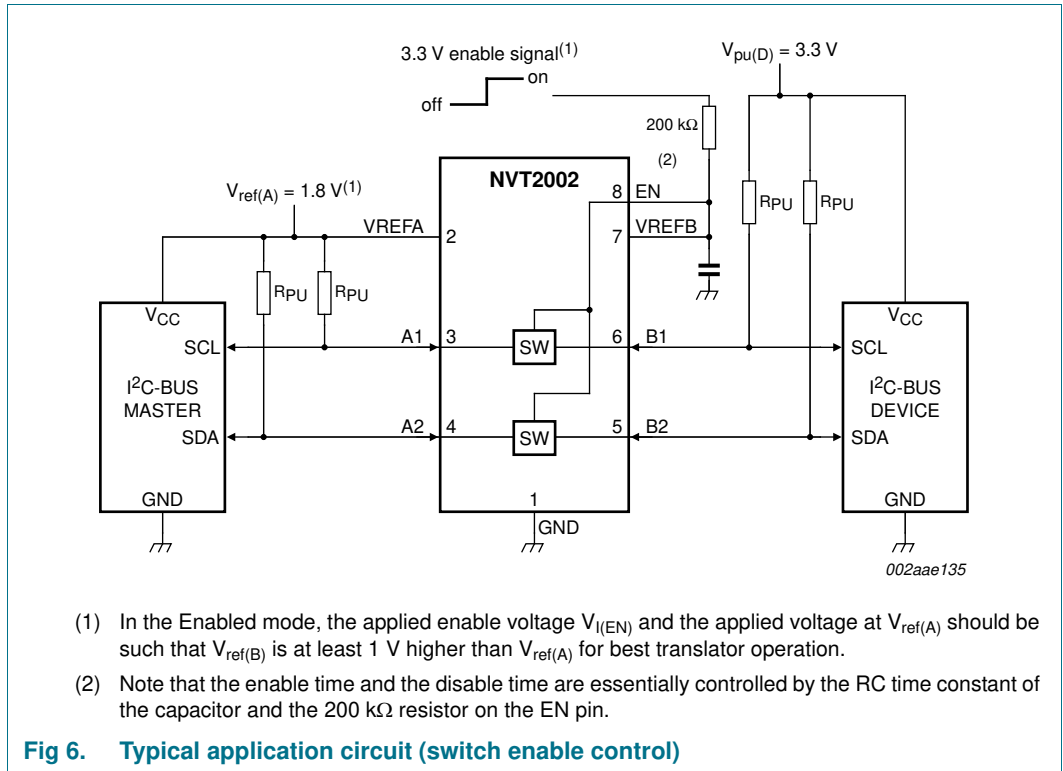 3.3 V enable signal(1)
on
off
Vpu(D) = 3.3 V
200 kΩ
(2)
NVT2002
8 EN
RPU RPU
Vref(A) = 1.8 V(1)
VREFA 2
7 VREFB
RPU RPU
VCC
VCC
SCL A1 3 SW 6 B1 SCL
I2C-BUS
MASTER
I2C-BUS
DEVICE
SDA A2 4 SW 5 B2 SDA
GND
1
GND
GND
002aae135
(1) In the Enabled mode, the applied enable voltage VI(EN) and the applied voltage at Vref(A) should be
such that Vref(B) is at least 1 V higher than Vref(A) for best translator operation.
(2) Note that the enable time and the disable time are essentially controlled by the RC time constant of
the capacitor and the 200 kΩ resistor on the EN pin.
Fig 6. Typical application circuit (switch enable control)